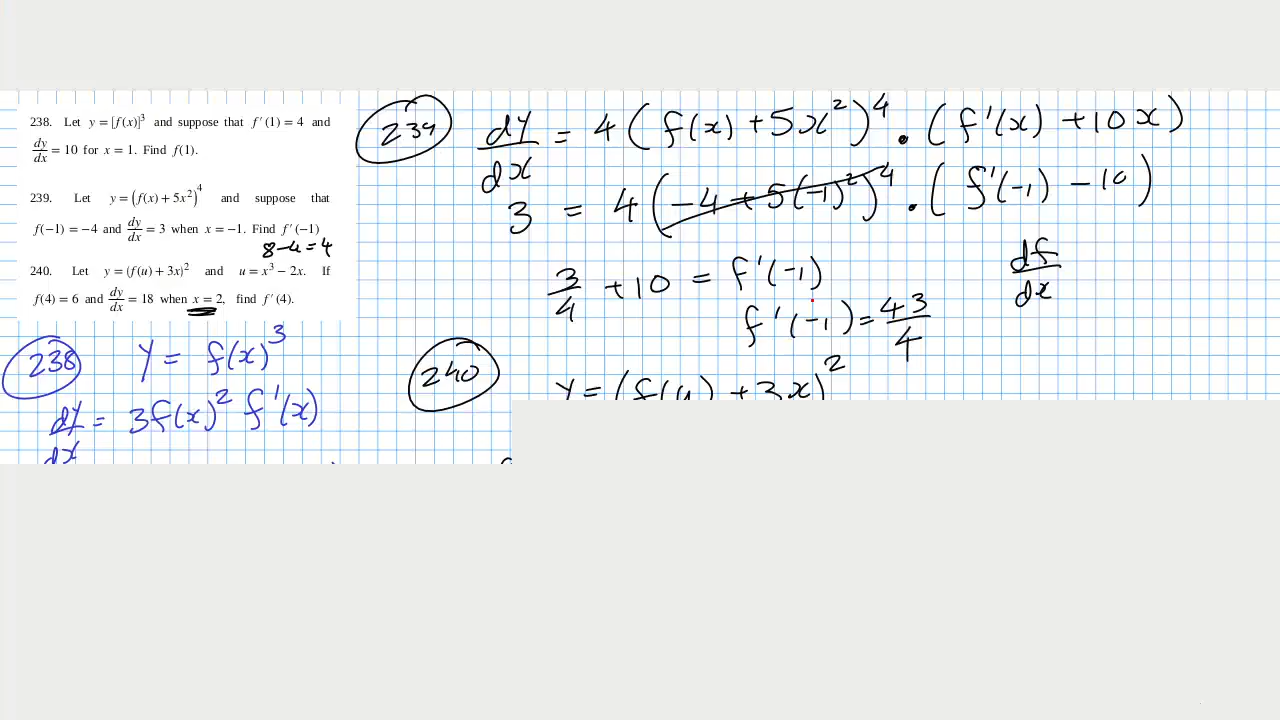 238. Let y = [f(x)]³ and suppose that f′(1) = 4 and
dy/dx = 10 for x = 1. Find f(1).
239. Let y = (f(x) + 5x²)⁴ and suppose that
f(−1) = −4 and dy/dx = 3 when x = −1. Find f′(−1)
8-4=4
240. Let y = (f(u) + 3x)² and u = x³ − 2x. If
f(4) = 6 and dy/dx = 18 when x = 2, find f′(4).
238 y = f(x)³
dy/dx = 3f(x)² f'(x)
239 dy/dx = 4(f(x) + 5x²)⁴ . (f'(x) + 10x)
3 = 4(-4 + 5(-1)²)⁴ . (f'(-1) - 10)
df/dx
3/4 + 10 = f'(-1)
f'(-1) = 43/4
240 y = (f(u) + 3x)²